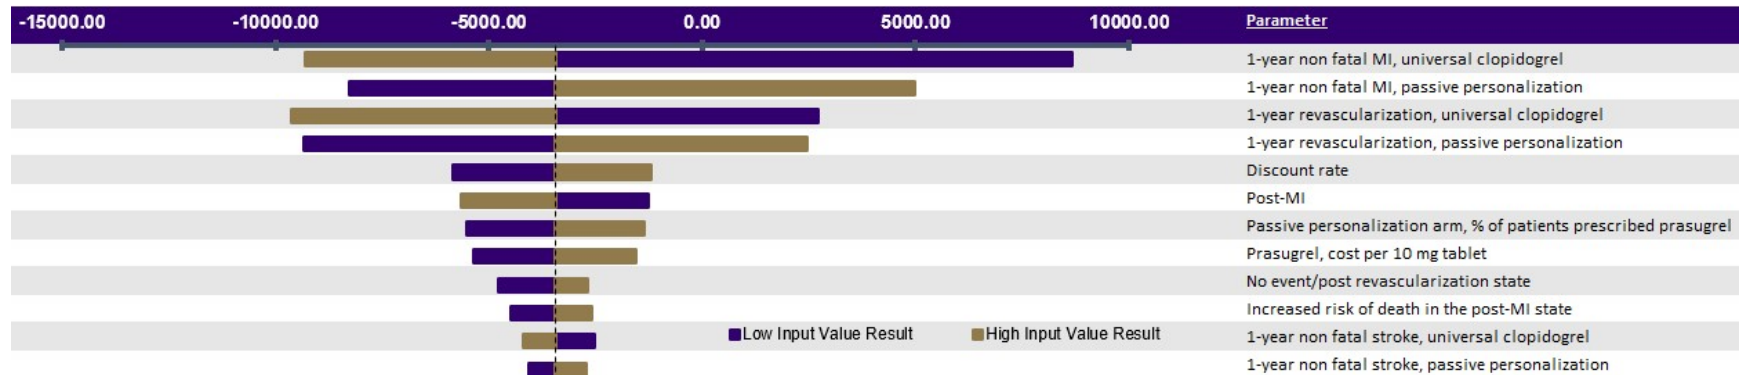 -15000.00 -10000.00 -5000.00 0.00 5000.00 10000.00 Parameter
1-year non fatal MI, universal clopidogrel
1-year non fatal MI, passive personalization
1-year revascularization, universal clopidogrel
1-year revascularization, passive personalization
Discount rate
Post-MI
Passive personalization arm, % of patients prescribed prasugrel
Prasugrel, cost per 10 mg tablet
No event/post revascularization state
Increased risk of death in the post-MI state
Low Input Value Result High Input Value Result 1-year non fatal stroke, universal clopidogrel
1-year non fatal stroke, passive personalization